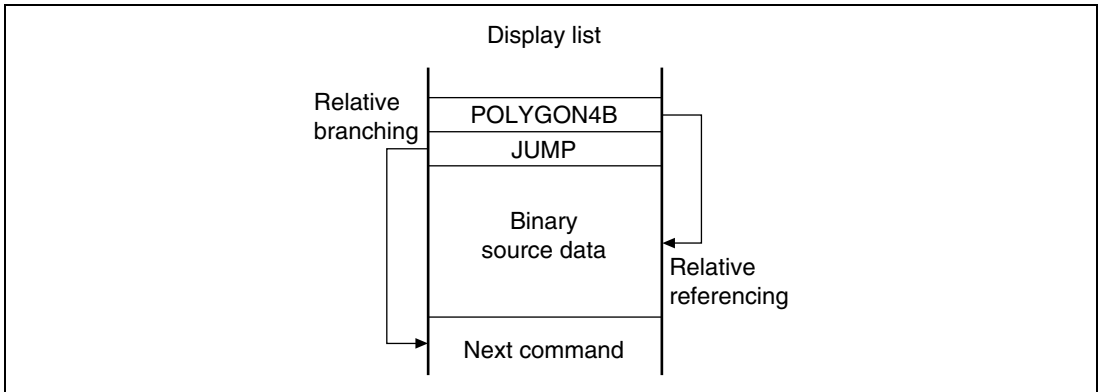 Display list
Relative
branching
POLYGON4B
JUMP
Binary
source data
Relative
referencing
Next command